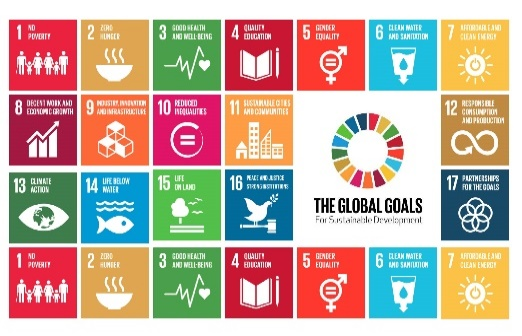 1 NO POVERTY
2 ZERO HUNGER
3 GOOD HEALTH AND WELL-BEING
4 QUALITY EDUCATION
5 GENDER EQUALITY
6 CLEAN WATER AND SANITATION
7 AFFORDABLE AND CLEAN ENERGY
8 DECENT WORK AND ECONOMIC GROWTH
9 INDUSTRY, INNOVATION AND INFRASTRUCTURE
10 REDUCED INEQUALITIES
11 SUSTAINABLE CITIES AND COMMUNITIES
12 RESPONSIBLE CONSUMPTION AND PRODUCTION
13 CLIMATE ACTION
14 LIFE BELOW WATER
15 LIFE ON LAND
16 PEACE AND JUSTICE STRONG INSTITUTIONS
THE GLOBAL GOALS
For Sustainable Development
17 PARTNERSHIPS FOR THE GOALS
1 NO POVERTY
2 ZERO HUNGER
3 GOOD HEALTH AND WELL-BEING
4 QUALITY EDUCATION
5 GENDER EQUALITY
6 CLEAN WATER AND SANITATION
7 AFFORDABLE AND CLEAN ENERGY